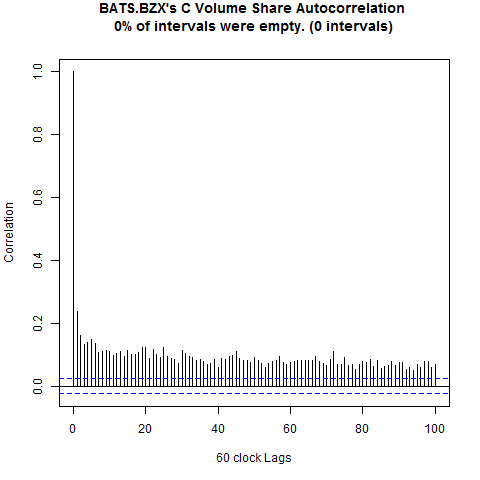 BATS.BZX's C Volume Share Autocorrelation
0% of intervals were empty. (0 intervals)
Correlation
1.0
0.8
0.6
0.4
0.2
0.0
0 20 40 60 80 100
60 clock Lags